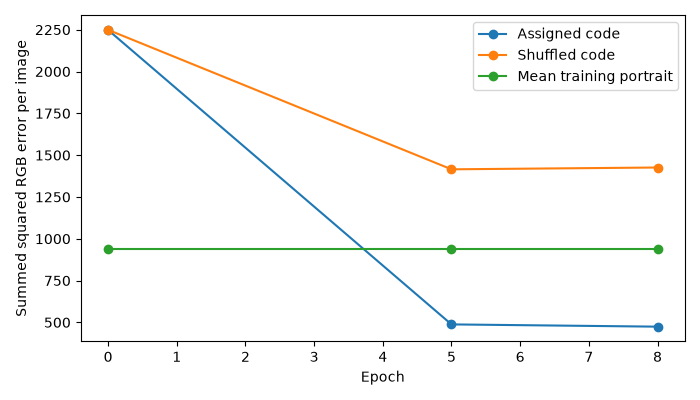 Summed squared RGB error per image
2250
2000
1750
1500
1250
1000
750
500
Assigned code
Shuffled code
Mean training portrait
0 1 2 3 4 5 6 7 8
Epoch